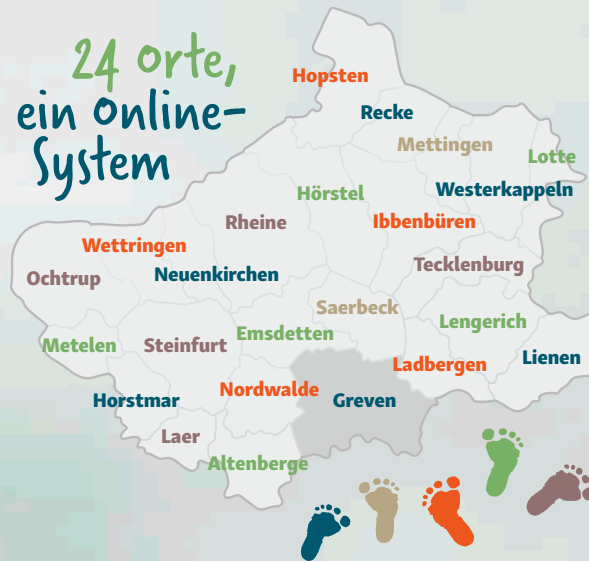 24 Orte,
ein Online-
System
Hopsten
Recke
Mettingen
Lotte
Hörstel
Westerkappeln
Rheine
Ibbenbüren
Wettringen
Tecklenburg
Ochtrup
Neuenkirchen
Saerbeck
Lengerich
Emsdetten
Metelen
Steinfurt
Lienen
Ladbergen
Nordwalde
Horstmar
Greven
Laer
Altenberge